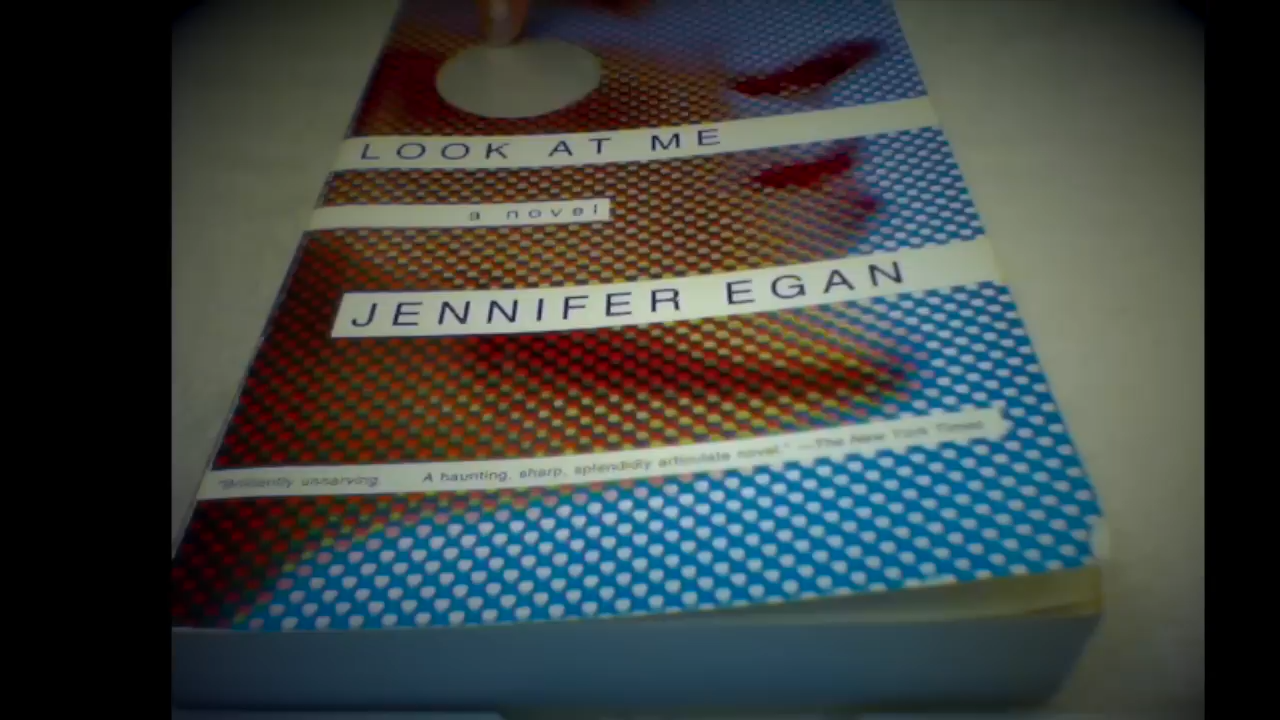 LOOK AT ME
a novel
JENNIFER EGAN
"Brilliantly unnerving. A haunting, sharp, splendidly articulate novel." —The New York Times